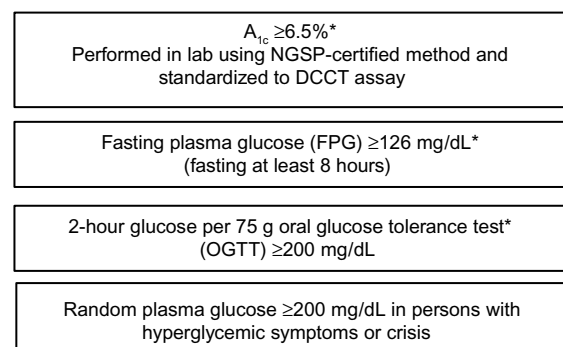 A1c ≥6.5%*
Performed in lab using NGSP-certified method and
standardized to DCCT assay
Fasting plasma glucose (FPG) ≥126 mg/dL*
(fasting at least 8 hours)
2-hour glucose per 75 g oral glucose tolerance test*
(OGTT) ≥200 mg/dL
Random plasma glucose ≥200 mg/dL in persons with
hyperglycemic symptoms or crisis